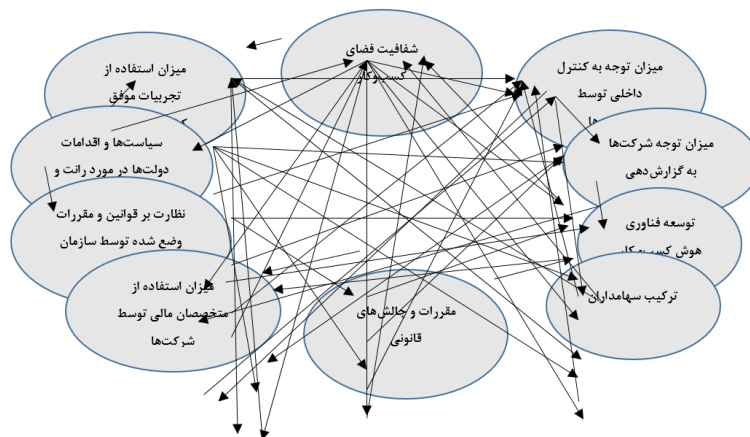 شفافیت فضای
کسب‌وکار
میزان توجه به کنترل
داخلی توسط
ها
میزان استفاده از
تجربیات موفق
میزان توجه شرکت‌ها
به گزارش‌دهی
سیاست‌ها و اقدامات
دولت‌ها در مورد رانت و
توسعه فناوری
هوش کسب‌وکار
نظارت بر قوانین و مقررات
وضع شده توسط سازمان
ترکیب سهامداران
میزان استفاده از
متخصصان مالی توسط
شرکت‌ها
مقررات و چالش‌های
قانونی